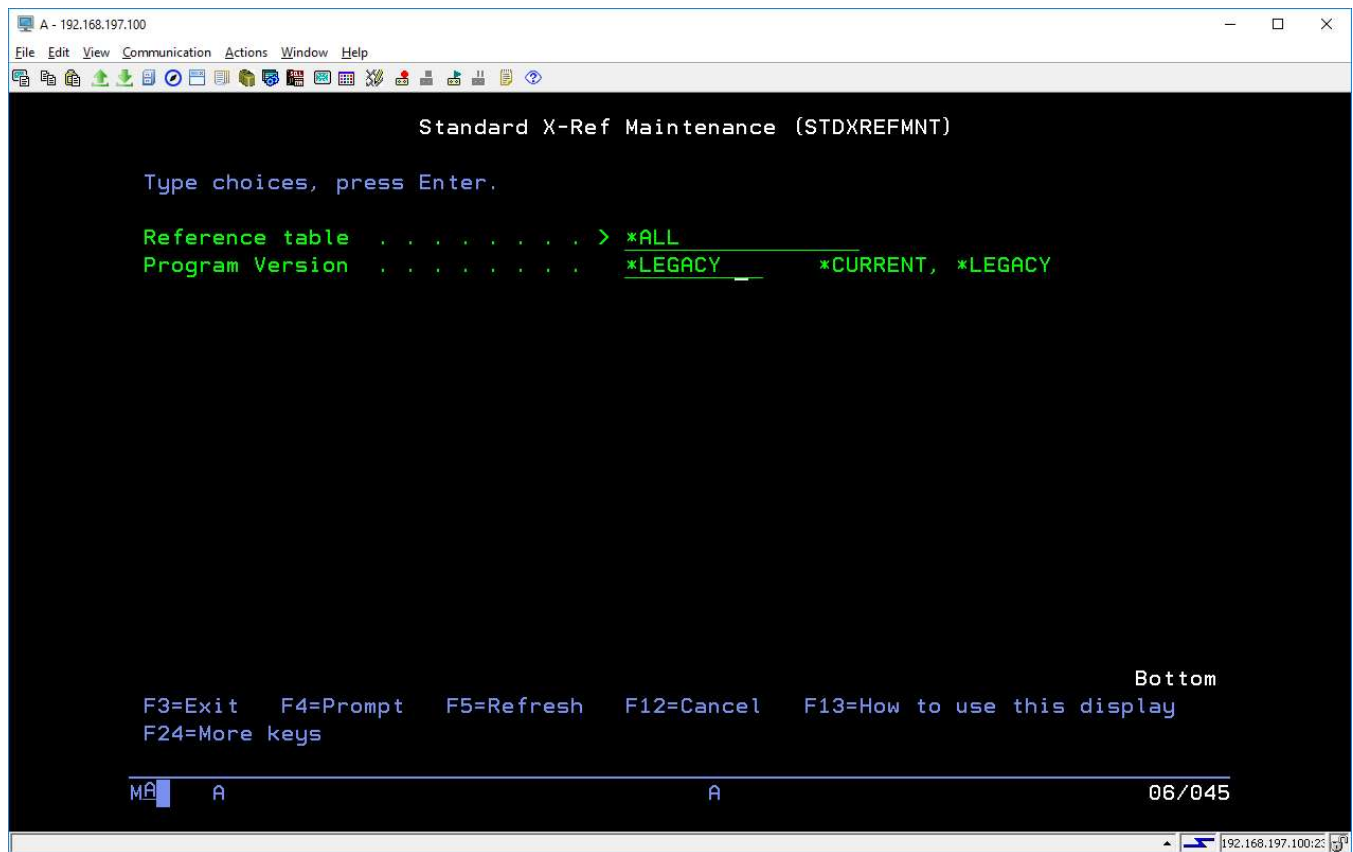 A - 192.168.197.100
File Edit View Communication Actions Window Help
Standard X-Ref Maintenance (STDXREFMNT)
Type choices, press Enter.
Reference table . . . . . . . . > *ALL
Program Version . . . . . . . . *LEGACY *CURRENT, *LEGACY
Bottom
F3=Exit F4=Prompt F5=Refresh F12=Cancel F13=How to use this display
F24=More keys
MA A A 06/045
192.168.197.100:23